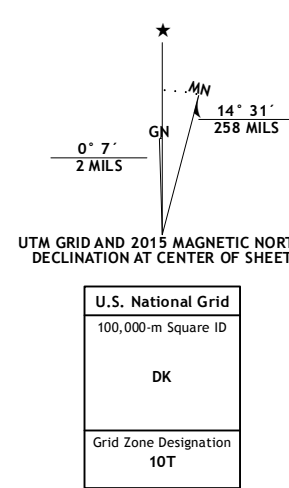 ★
MN
GN
14° 31´
258 MILS
0° 7´
2 MILS
UTM GRID AND 2015 MAGNETIC NORT
DECLINATION AT CENTER OF SHEET
U.S. National Grid
100,000-m Square ID
DK
Grid Zone Designation
10T